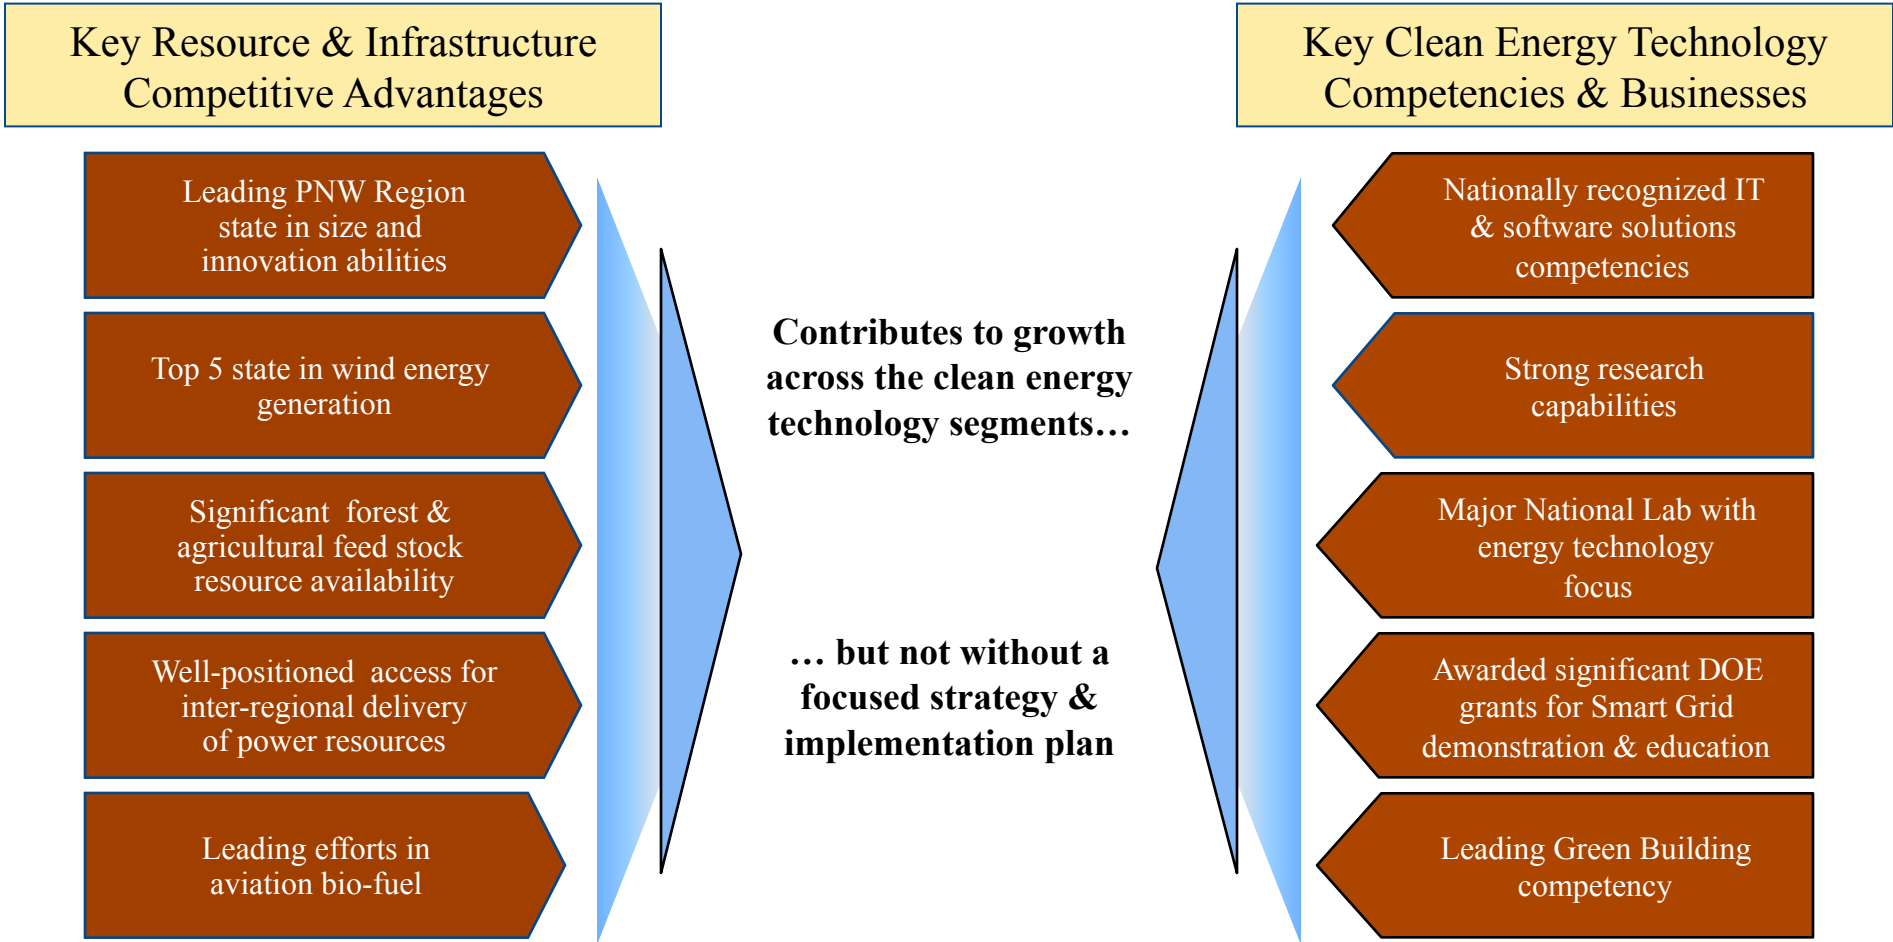 Key Resource & Infrastructure
Competitive Advantages
Leading PNW Region
state in size and
innovation abilities
Top 5 state in wind energy
generation
Significant forest &
agricultural feed stock
resource availability
Well-positioned access for
inter-regional delivery
of power resources
Leading efforts in
aviation bio-fuel
Contributes to growth
across the clean energy
technology segments…
… but not without a
focused strategy &
implementation plan
Key Clean Energy Technology
Competencies & Businesses
Nationally recognized IT
& software solutions
competencies
Strong research
capabilities
Major National Lab with
energy technology
focus
Awarded significant DOE
grants for Smart Grid
demonstration & education
Leading Green Building
competency